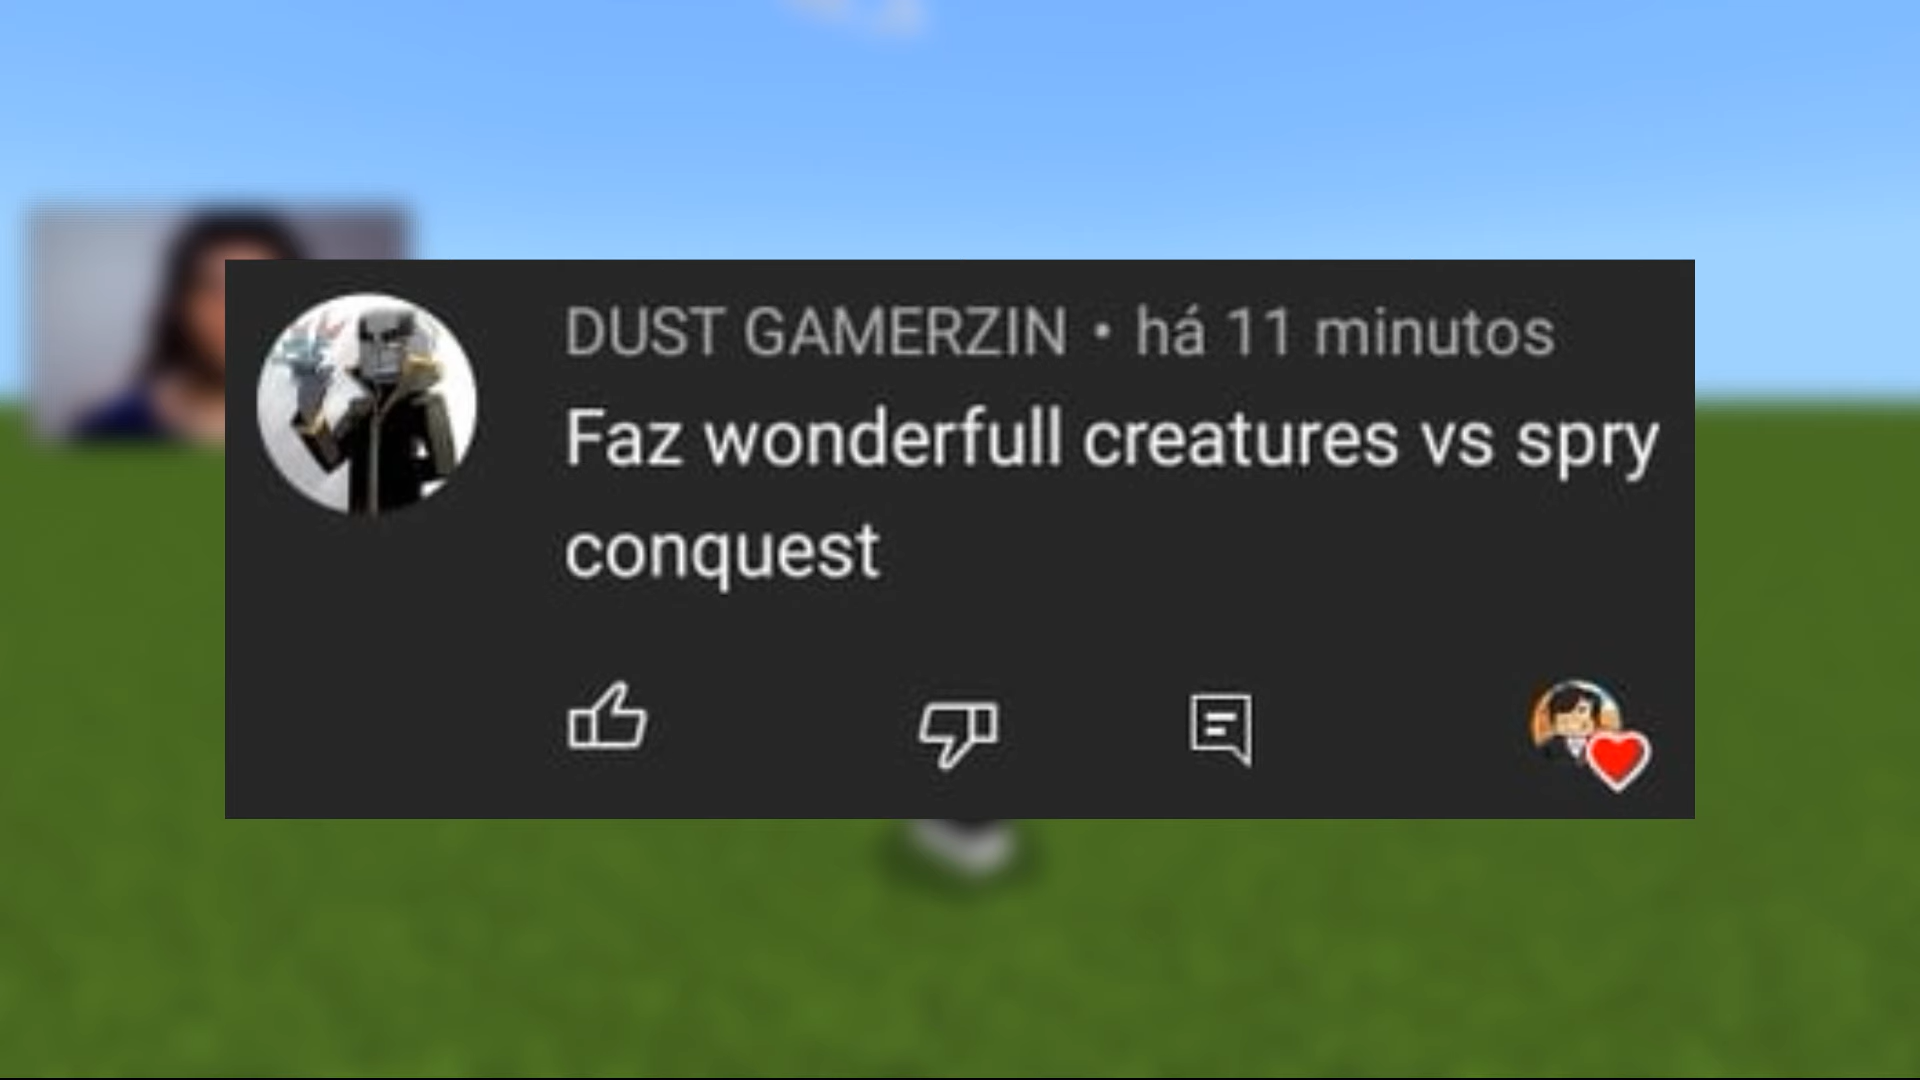 DUST GAMERZIN • há 11 minutos
Faz wonderfull creatures vs spry
conquest